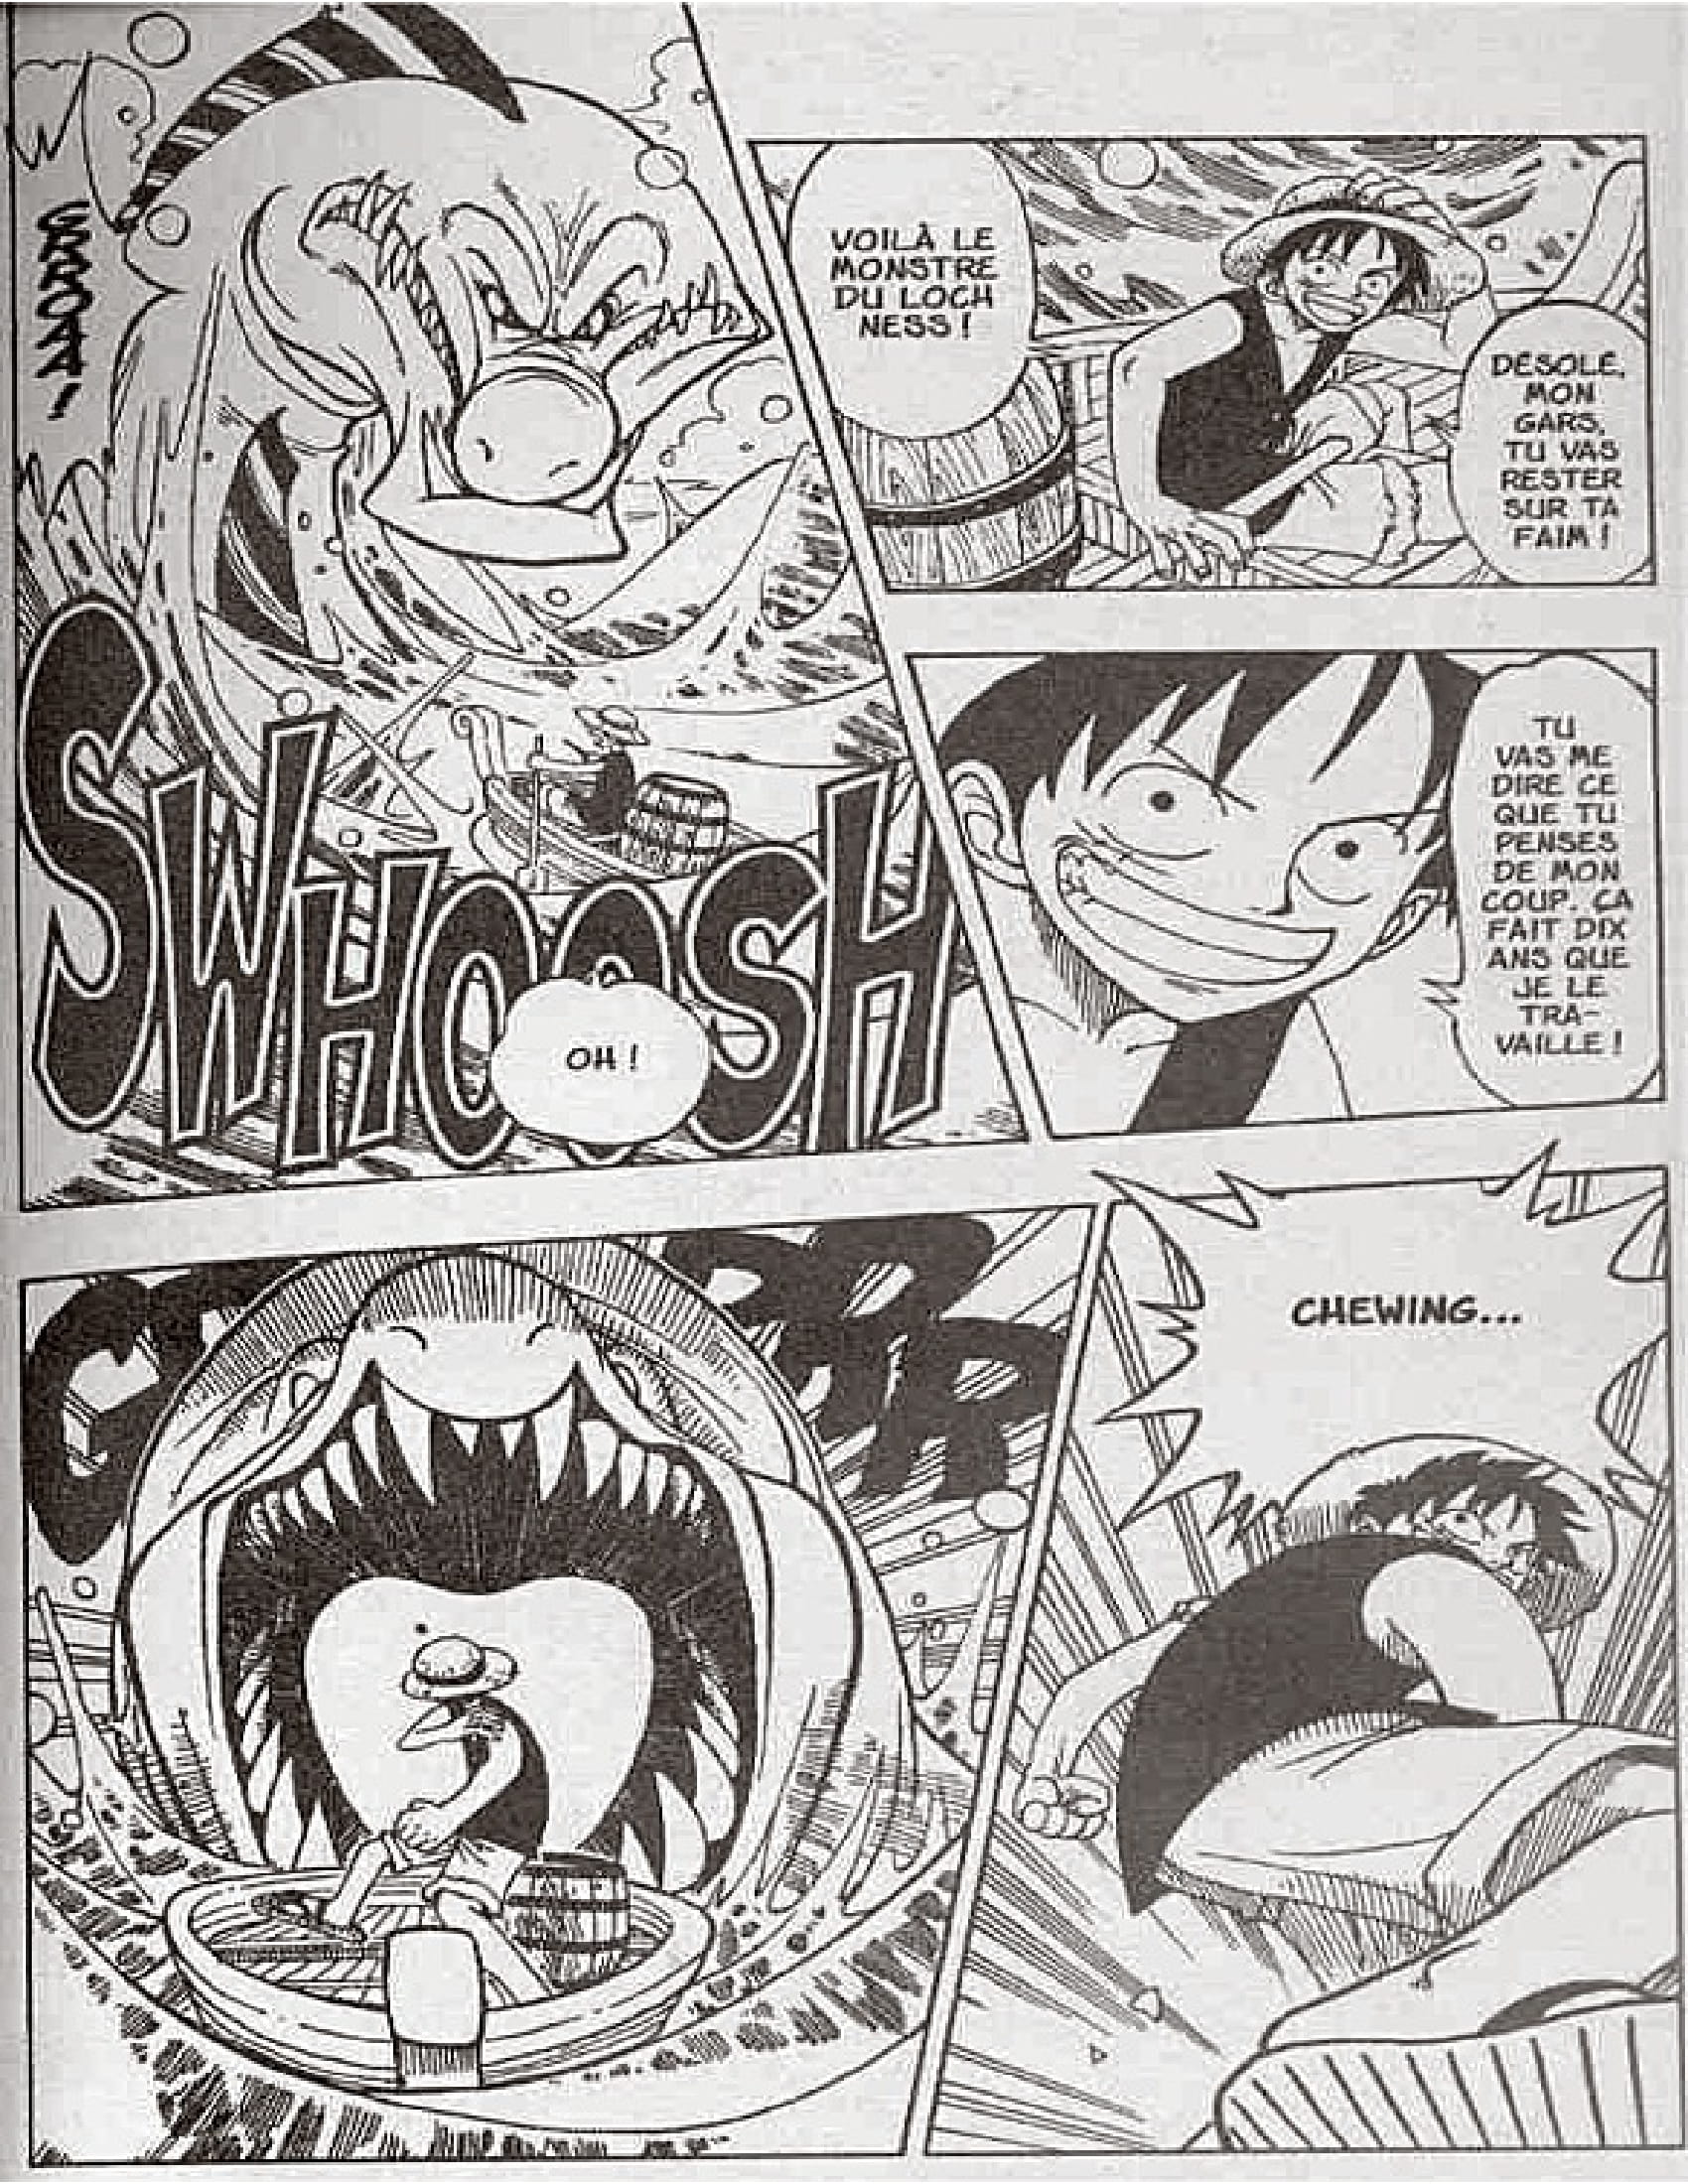 GRROAA!
SWHOOSH
OH !
VOILÀ LE
MONSTRE
DU LOCH
NESS !
DÉSOLÉ,
MON
GARS,
TU VAS
RESTER
SUR TA
FAIM !
TU
VAS ME
DIRE CE
QUE TU
PENSES
DE MON
COUP. ÇA
FAIT DIX
ANS QUE
JE LE
TRA-
VAILLE !
CHEWING...